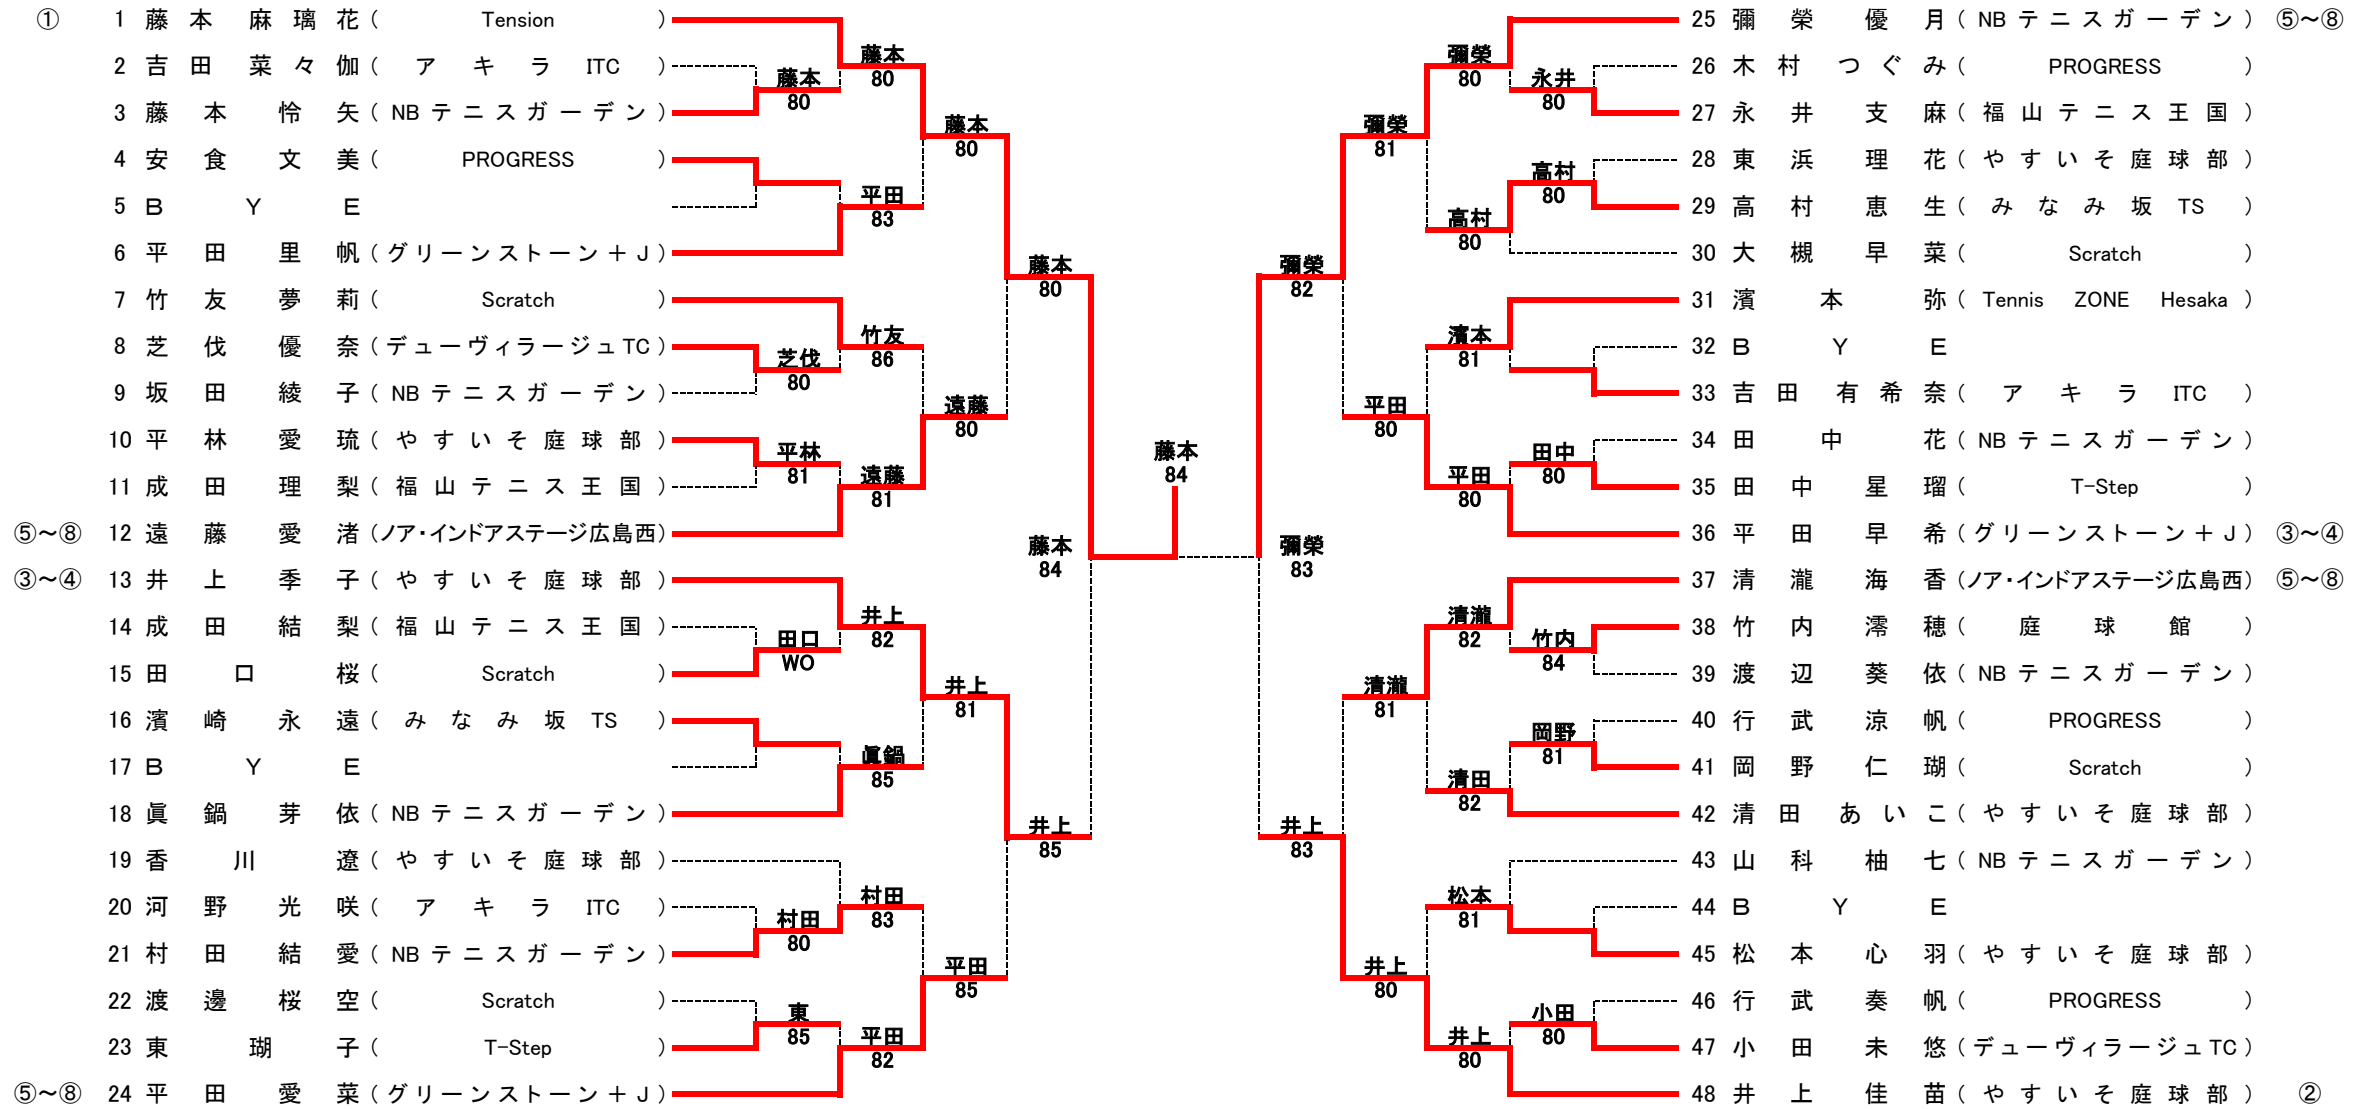 ① 1 藤本 麻璃花 ( Tension )
2 吉田 菜々伽 ( アキラ ITC )
3 藤本 怜矢 ( NBテニスガーデン )
4 安食 文美 ( PROGRESS )
5 BYE
6 平田 里帆 ( グリーンストーン+J )
7 竹友 夢莉 ( Scratch )
8 芝伐 優奈 ( デューヴィラージュTC )
9 坂田 綾子 ( NBテニスガーデン )
10 平林 愛琉 ( やすいそ庭球部 )
11 成田 理梨 ( 福山テニス王国 )
⑤~⑧ 12 遠藤 愛渚 (ノア・インドアステージ広島西)
③~④ 13 井上 季子 ( やすいそ庭球部 )
14 成田 結梨 ( 福山テニス王国 )
15 田口 桜 ( Scratch )
16 濱崎 永遠 ( みなみ坂 TS )
17 BYE
18 眞鍋 芽依 ( NBテニスガーデン )
19 香川 遼 ( やすいそ庭球部 )
20 河野 光咲 ( アキラ ITC )
21 村田 結愛 ( NBテニスガーデン )
22 渡邊 桜空 ( Scratch )
23 東 瑚子 ( T-Step )
⑤~⑧ 24 平田 愛菜 ( グリーンストーン+J )
藤本
80
芝伐
80
平林
81
田口
WO
村田
80
東
85
藤本
80
平田
83
竹友
86
遠藤
81
井上
82
眞鍋
85
村田
83
平田
82
藤本
80
遠藤
80
井上
81
平田
85
藤本
80
井上
85
藤本
84
藤本
84
彌榮
83
彌榮
82
井上
83
彌榮
81
平田
80
清瀧
81
井上
80
彌榮
80
高村
80
濱本
81
平田
80
清瀧
82
清田
82
松本
81
井上
80
永井
80
高村
80
田中
80
竹内
84
岡野
81
小田
80
25 彌榮 優月 ( NBテニスガーデン ) ⑤~⑧
26 木村 つぐみ ( PROGRESS )
27 永井 支麻 ( 福山テニス王国 )
28 東浜 理花 ( やすいそ庭球部 )
29 高村 恵生 ( みなみ坂 TS )
30 大槻 早菜 ( Scratch )
31 濱本 弥 ( Tennis ZONE Hesaka )
32 BYE
33 吉田 有希奈 ( アキラ ITC )
34 田中 花 ( NBテニスガーデン )
35 田中 星瑠 ( T-Step )
36 平田 早希 ( グリーンストーン+J ) ③~④
37 清瀧 海香 (ノア・インドアステージ広島西) ⑤~⑧
38 竹内 澪穂 ( 庭球館 )
39 渡辺 葵依 ( NBテニスガーデン )
40 行武 涼帆 ( PROGRESS )
41 岡野 仁瑚 ( Scratch )
42 清田 あいこ ( やすいそ庭球部 )
43 山科 柚七 ( NBテニスガーデン )
44 BYE
45 松本 心羽 ( やすいそ庭球部 )
46 行武 奏帆 ( PROGRESS )
47 小田 未悠 ( デューヴィラージュTC )
48 井上 佳苗 ( やすいそ庭球部 ) ②